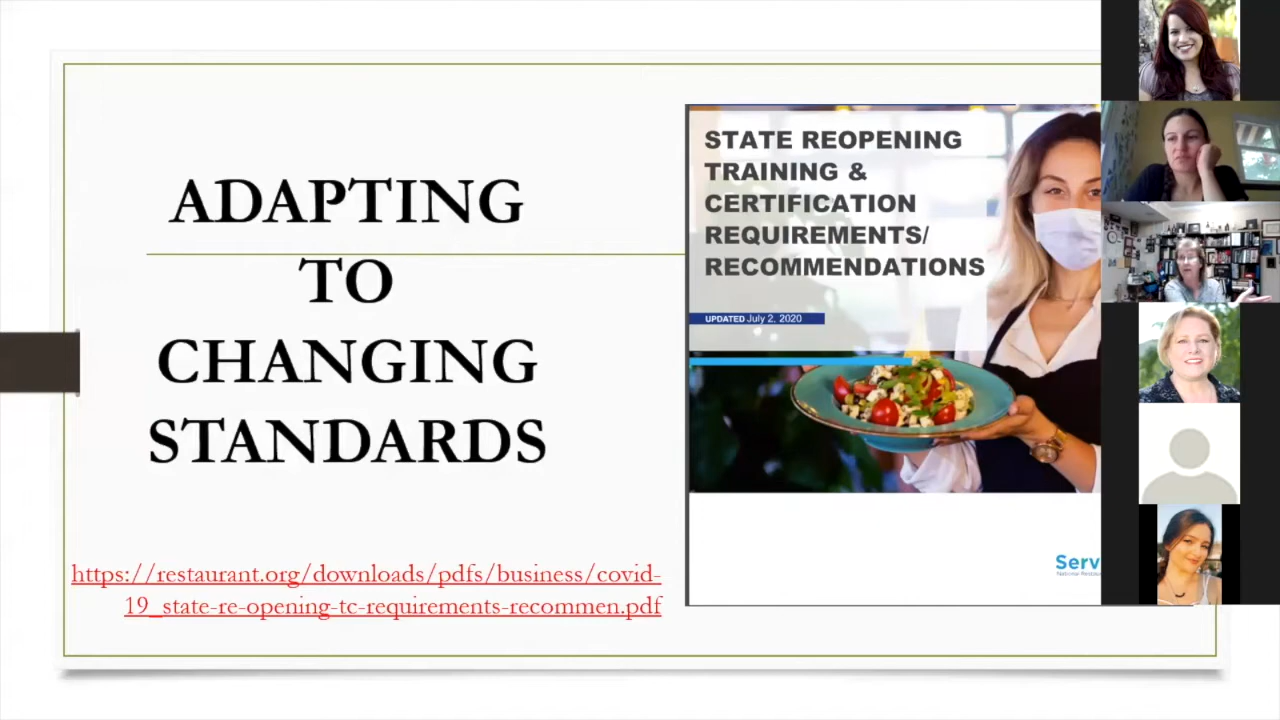 ADAPTING
TO
CHANGING
STANDARDS
https://restaurant.org/downloads/pdfs/business/covid-
19_state-re-opening-tc-requirements-recommen.pdf
STATE REOPENING
TRAINING &
CERTIFICATION
REQUIREMENTS/
RECOMMENDATIONS
UPDATED July 2, 2020
Serv
National